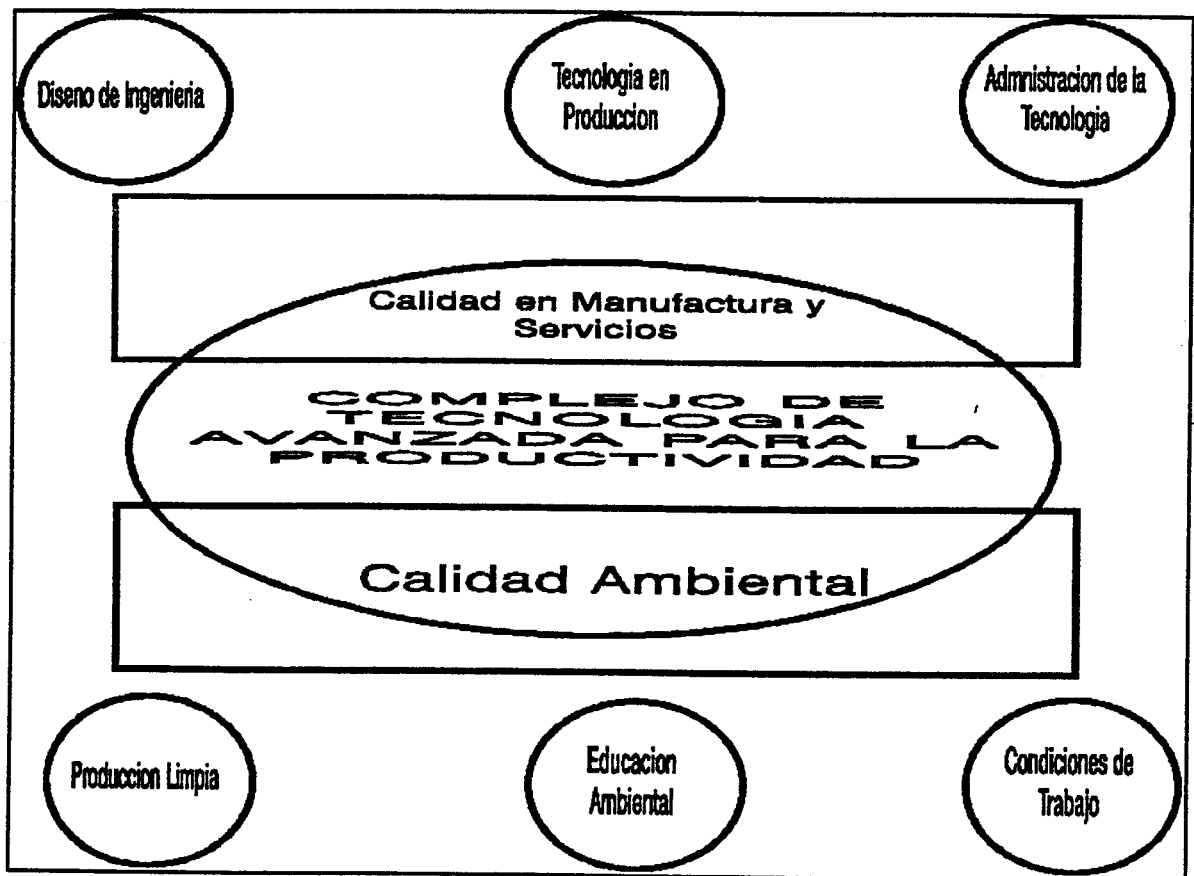 Diseno de Ingenieria
Tecnologia en
Produccion
Admnistracion de la
Tecnologia
Calidad en Manufactura y
Servicios
COMPLEJO DE
TECNOLOGIA
AVANZADA PARA LA
PRODUCTIVIDAD
Calidad Ambiental
Produccion Limpia
Educacion
Ambiental
Condiciones de
Trabajo